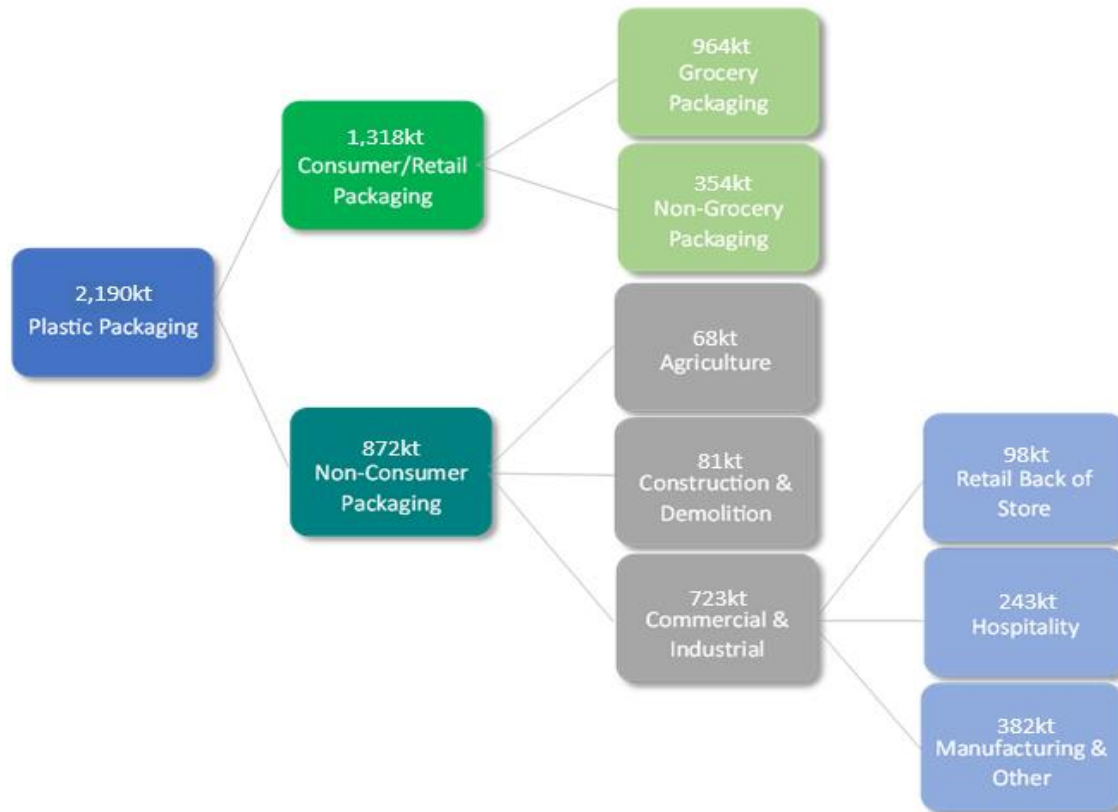 2,190kt
Plastic Packaging
1,318kt
Consumer/Retail
Packaging
872kt
Non-Consumer
Packaging
964kt
Grocery
Packaging
354kt
Non-Grocery
Packaging
68kt
Agriculture
81kt
Construction &
Demolition
723kt
Commercial &
Industrial
98kt
Retail Back of
Store
243kt
Hospitality
382kt
Manufacturing &
Other